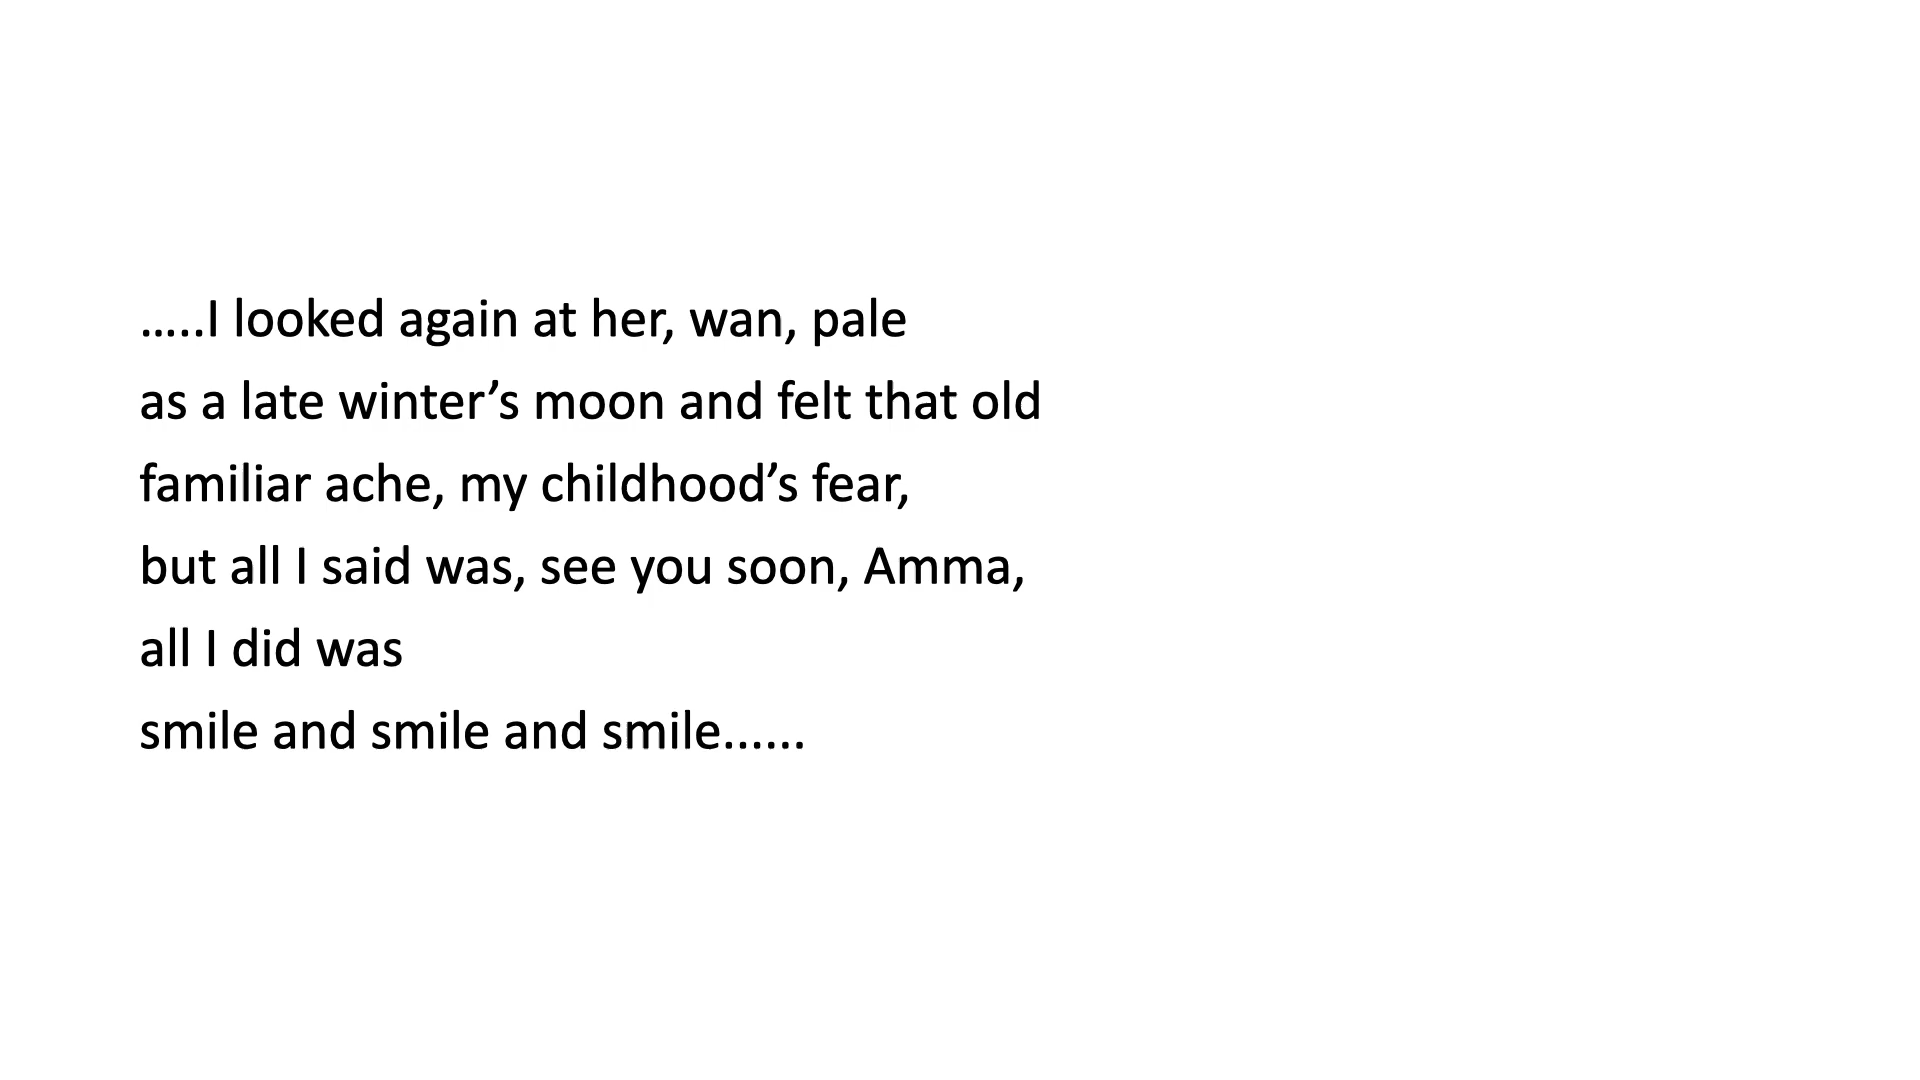 …..I looked again at her, wan, pale
as a late winter’s moon and felt that old
familiar ache, my childhood’s fear,
but all I said was, see you soon, Amma,
all I did was
smile and smile and smile......